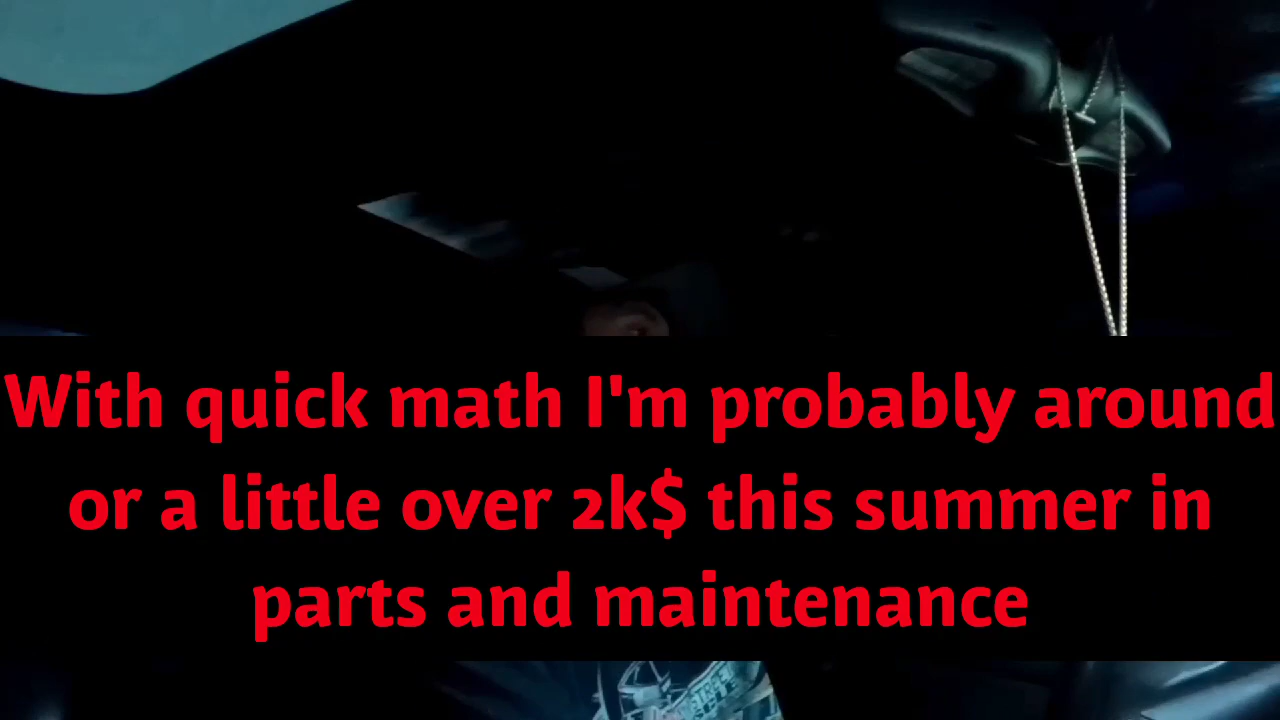 With quick math I'm probably around
or a little over 2k$ this summer in
parts and maintenance